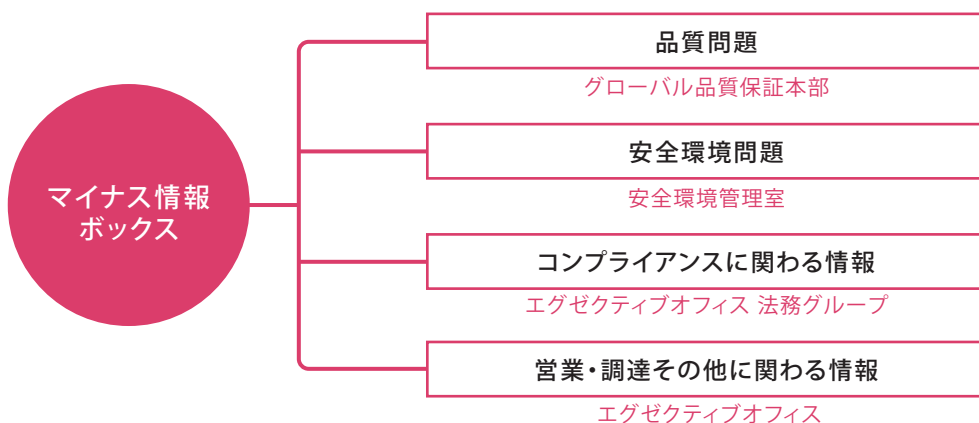 マイナス情報
ボックス
品質問題
グローバル品質保証本部
安全環境問題
安全環境管理室
コンプライアンスに関わる情報
エグゼクティブオフィス 法務グループ
営業・調達その他に関わる情報
エグゼクティブオフィス